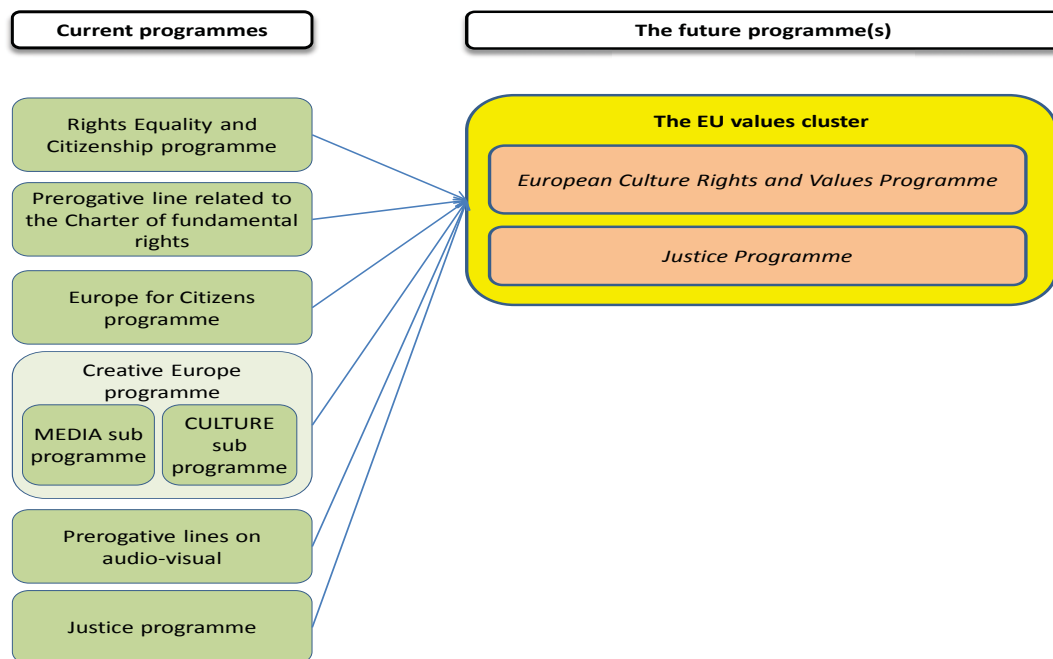 Current programmes
The future programme(s)
Rights Equality and
Citizenship programme
Prerogative line related to
the Charter of fundamental
rights
Europe for Citizens
programme
Creative Europe
programme
MEDIA sub
programme
CULTURE
sub
programme
Prerogative lines on
audio-visual
Justice programme
The EU values cluster
European Culture Rights and Values Programme
Justice Programme